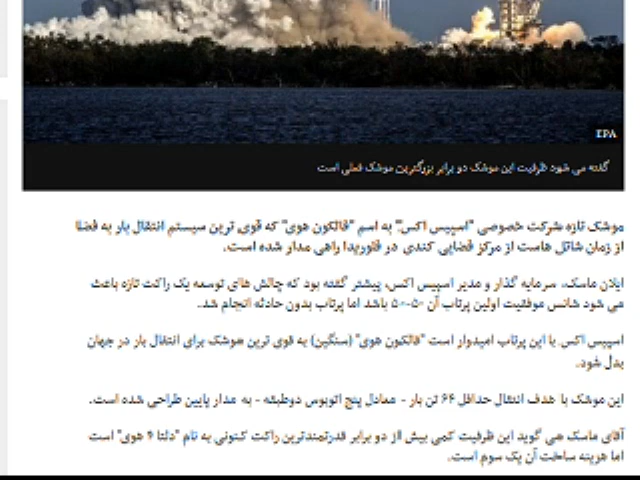 EPA
گفته می شود ظرفیت این موشک دو برابر بزرگترین موشک فعلی است
موشک تازه شرکت خصوصی "اسپیس اکس" به اسم "فالکون هوی" که قوی ترین سیستم انتقال بار به فضا
از زمان شاتل هاست از مرکز فضایی کندی در فلوریدا راهی مدار شده است.
ایلان ماسک، سرمایه گذار و مدیر اسپیس اکس، پیشتر گفته بود که چالش های توسعه یک راکت تازه باعث
می شود شانس موفقیت اولین پرتاب آن ۵۰-۵۰ باشد اما پرتاب بدون حادثه انجام شد.
اسپیس اکس با این پرتاب امیدوار است "فالکون هوی" (سنگین) به قوی ترین موشک برای انتقال بار در جهان
بدل شود.
این موشک با هدف انتقال حداقل ۶۴ تن بار - معادل پنج اتوبوس دوطبقه - به مدار پایین طراحی شده است.
آقای ماسک می گوید این ظرفیت کمی بیش از دو برابر قدرتمندترین راکت کنونی به نام "دلتا ۴ هوی" است
اما هزینه ساخت آن یک سوم است.